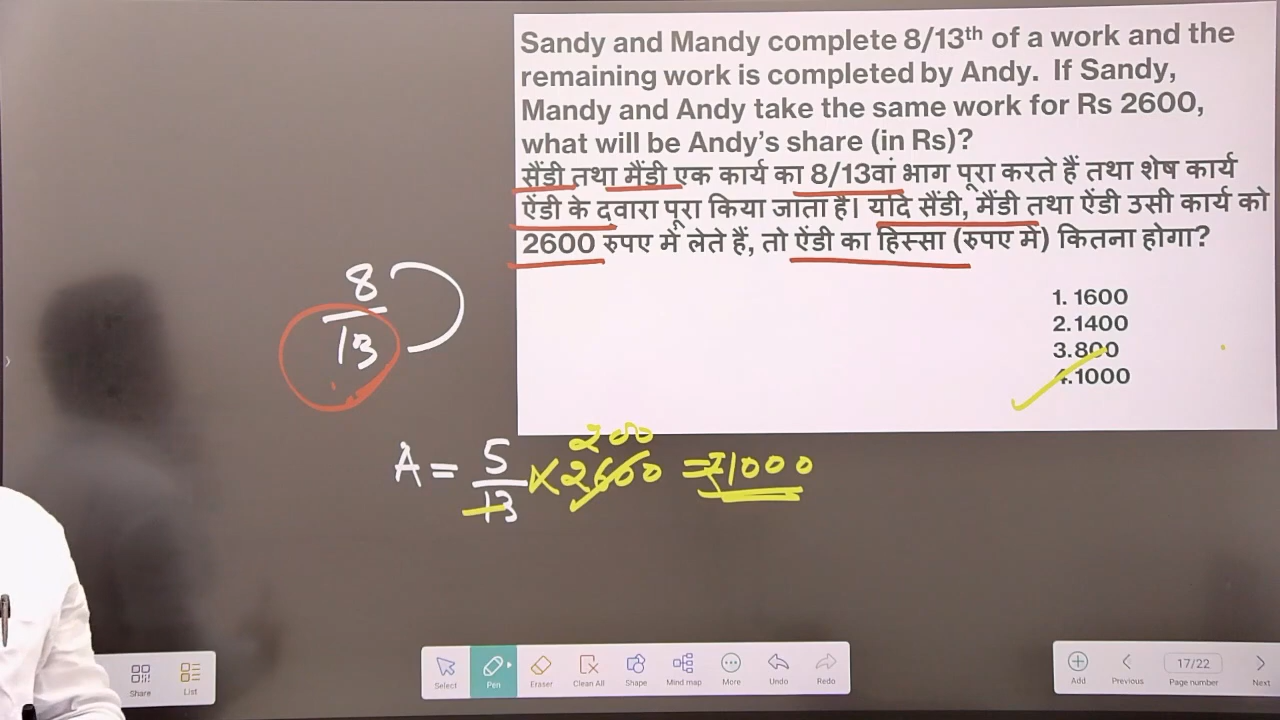 Sandy and Mandy complete 8/13th of a work and the
remaining work is completed by Andy. If Sandy,
Mandy and Andy take the same work for Rs 2600,
what will be Andy's share (in Rs)?
सैंडी तथा मैंडी एक कार्य का 8/13वां भाग पूरा करते हैं तथा शेष कार्य
ऐंडी के दवारा पूरा किया जाता है। यदि सैंडी, मैंडी तथा ऐंडी उसी कार्य को
2600 रुपए में लेते हैं, तो ऐंडी का हिस्सा (रुपए में) कितना होगा?
1. 1600
2.1400
3.800
4.1000
8
13
200
A = 5/13 × 2600 = ₹1000
Share
List
Select
Pen
Eraser
Clean All
Shape
Mind map
More
Undo
Redo
Add
Previous
17/22
Page number
Next